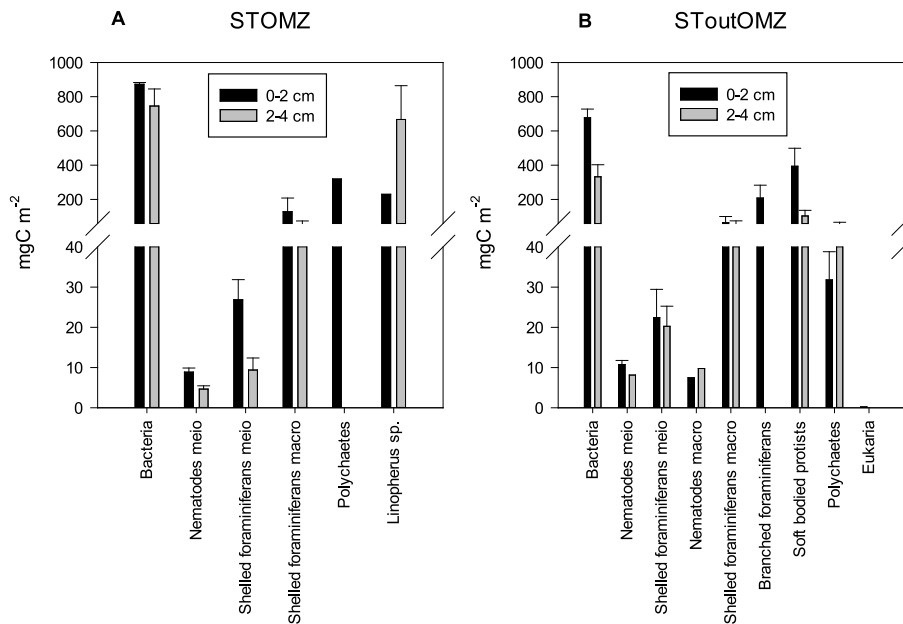 A
STOMZ
1000
800
600
400
200
40
30
20
10
0
mgC m-2
0-2 cm
2-4 cm
Bacteria
Nematodes meio
Shelled foraminiferans meio
Shelled foraminiferans macro
Polychaetes
Linopherus sp.
B
SToutOMZ
1000
800
600
400
200
40
30
20
10
0
mgC m-2
0-2 cm
2-4 cm
Bacteria
Nematodes meio
Shelled foraminiferans meio
Nematodes macro
Shelled foraminiferans macro
Branched foraminiferans
Soft bodied protists
Polychaetes
Eukaria